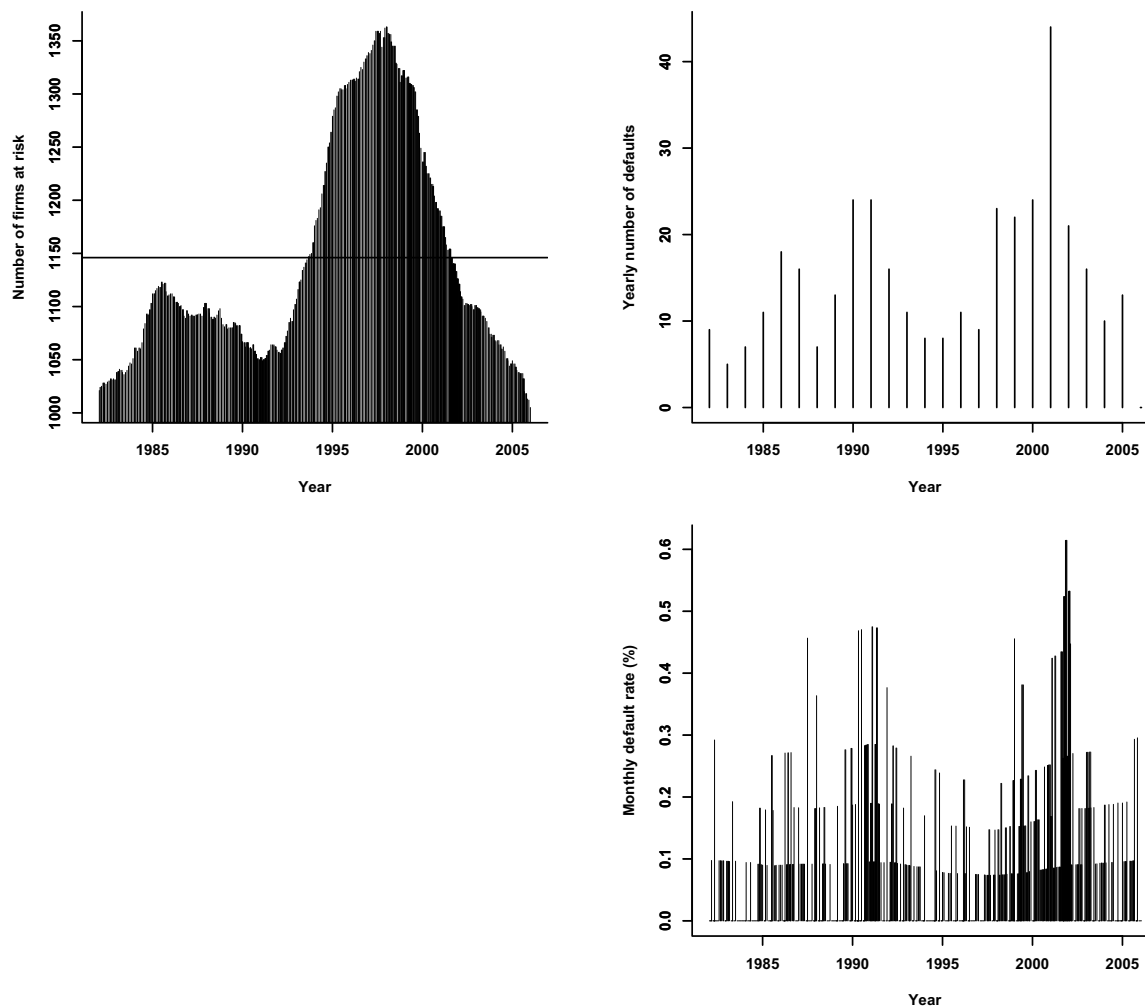 Number of firms at risk
1350
1300
1250
1200
1150
1100
1050
1000
1985 1990 1995 2000 2005
Year
Yearly number of defaults
40
30
20
10
0
1985 1990 1995 2000 2005
Year
Monthly default rate (%)
0.6
0.5
0.4
0.3
0.2
0.1
0.0
1985 1990 1995 2000 2005
Year